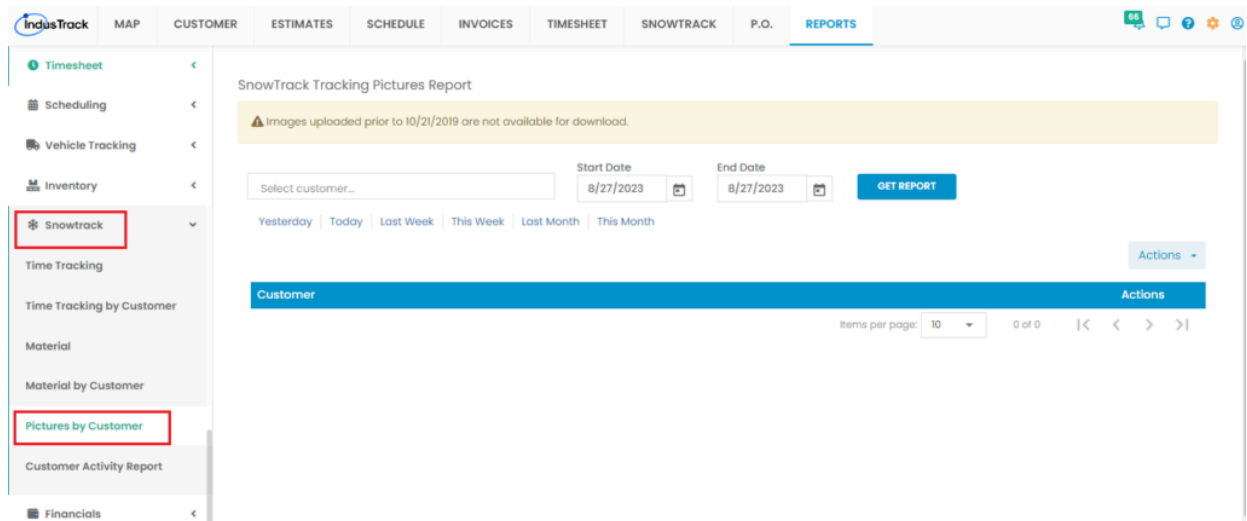 IndusTrack MAP CUSTOMER ESTIMATES SCHEDULE INVOICES TIMESHEET SNOWTRACK P.O. REPORTS 66
Timesheet
Scheduling
Vehicle Tracking
Inventory
Snowtrack
Time Tracking
Time Tracking by Customer
Material
Material by Customer
Pictures by Customer
Customer Activity Report
Financials
SnowTrack Tracking Pictures Report
Images uploaded prior to 10/21/2019 are not available for download.
Start Date End Date
Select customer... 8/27/2023 8/27/2023 GET REPORT
Yesterday Today Last Week This Week Last Month This Month
Actions
Customer Actions
Items per page: 10 0 of 0